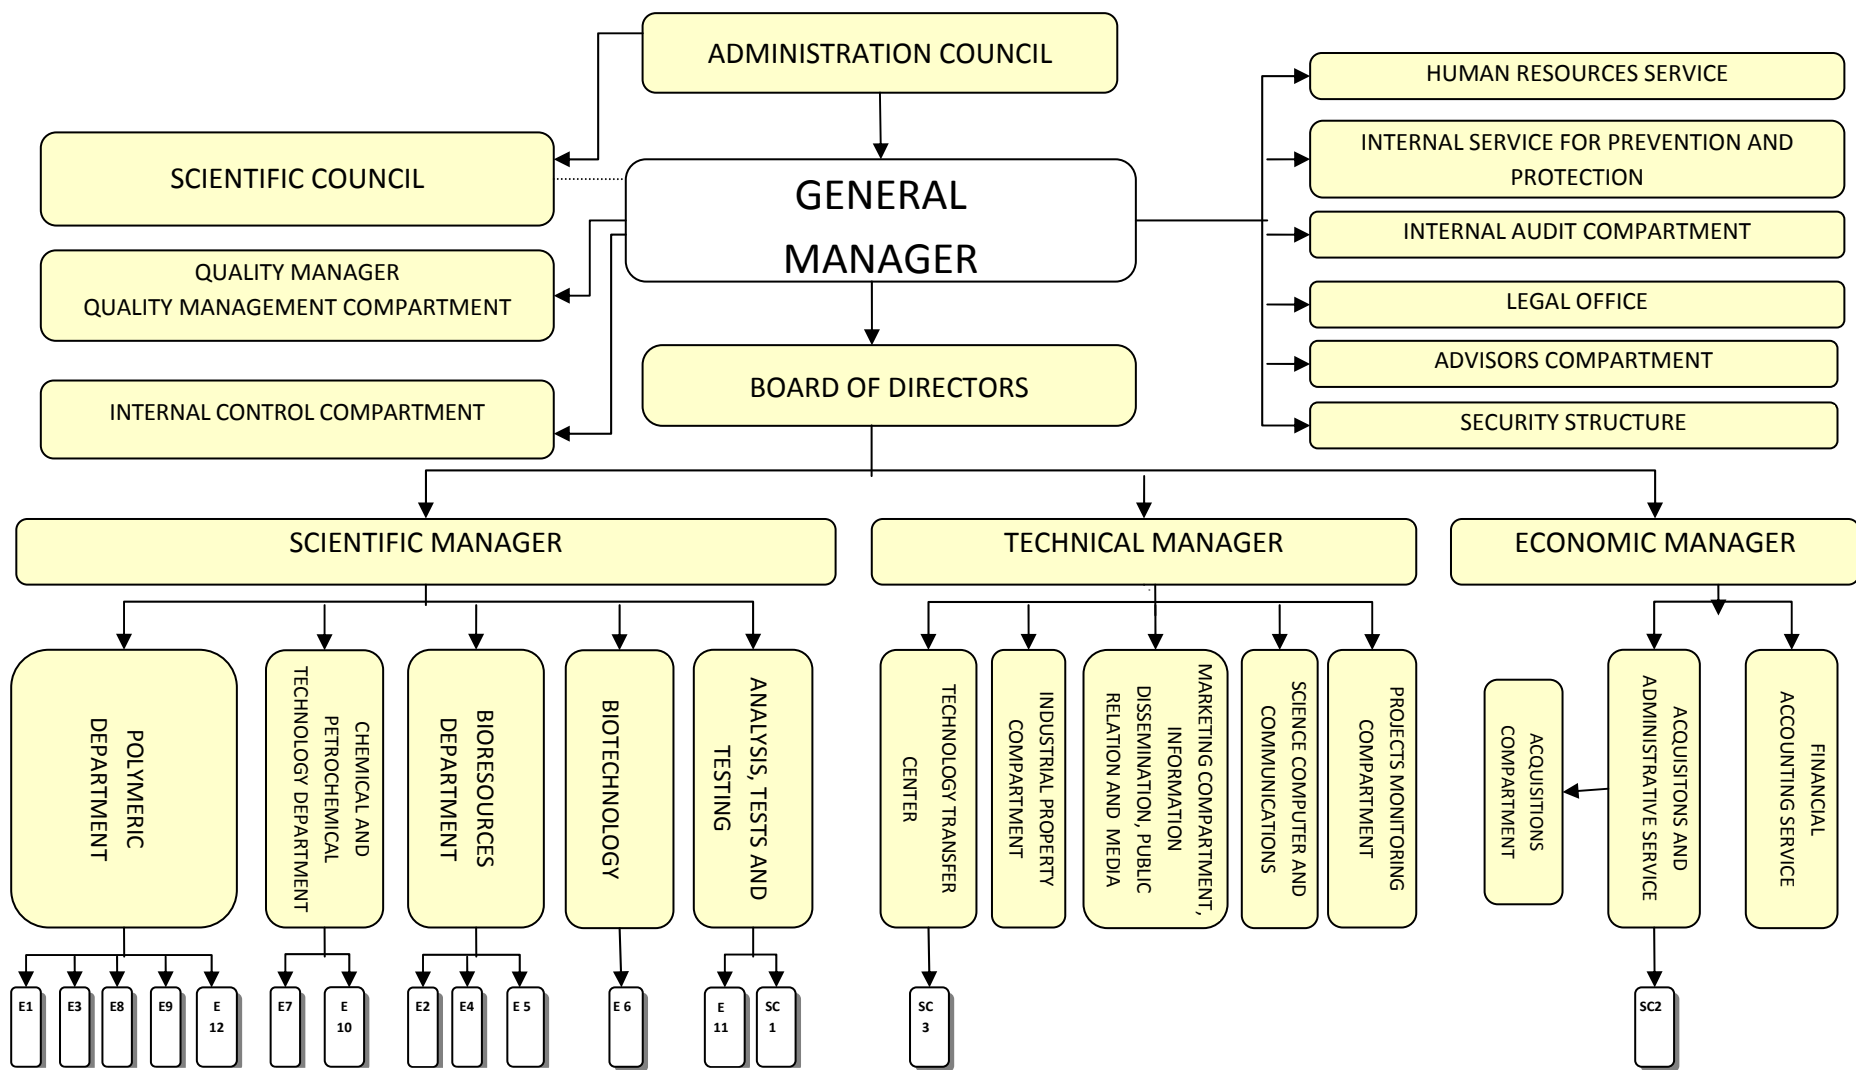 ADMINISTRATION COUNCIL
HUMAN RESOURCES SERVICE
INTERNAL SERVICE FOR PREVENTION AND
PROTECTION
SCIENTIFIC COUNCIL
GENERAL
MANAGER
INTERNAL AUDIT COMPARTMENT
QUALITY MANAGER
QUALITY MANAGEMENT COMPARTMENT
LEGAL OFFICE
ADVISORS COMPARTMENT
BOARD OF DIRECTORS
INTERNAL CONTROL COMPARTMENT
SECURITY STRUCTURE
SCIENTIFIC MANAGER
TECHNICAL MANAGER
ECONOMIC MANAGER
POLYMERIC
DEPARTMENT
CHEMICAL AND
PETROCHEMICAL
TECHNOLOGY DEPARTMENT
BIORESOURCES
DEPARTMENT
BIOTECHNOLOGY
ANALYSIS, TESTS AND
TESTING
TECHNOLOGY TRANSFER
CENTER
INDUSTRIAL PROPERTY
COMPARTMENT
MARKETING COMPARTMENT,
INFORMATION
DISSEMINATION, PUBLIC
RELATION AND MEDIA
SCIENCE COMPUTER AND
COMMUNICATIONS
PROJECTS MONITORING
COMPARTMENT
ACQUISITIONS
COMPARTMENT
ACQUISITONS AND
ADMINISTRATIVE SERVICE
FINANCIAL
ACCOUNTING SERVICE
E1
E3
E8
E9
E
12
E7
E
10
E2
E4
E 5
E 6
E
11
SC
1
SC
3
SC2